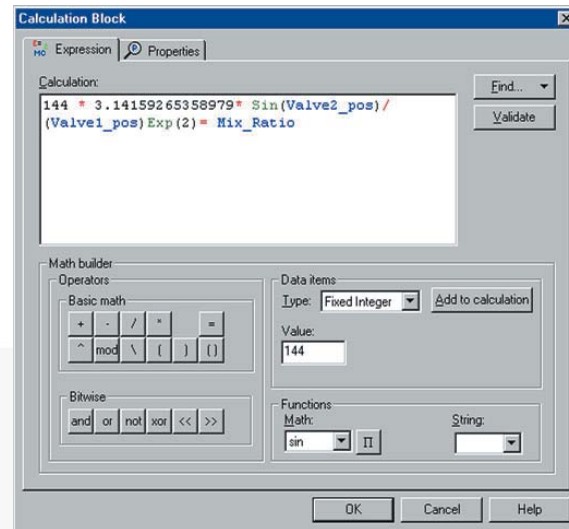 Calculation Block
Expression
Properties
Calculation:
Find...
Validate
144 * 3.14159265358979* Sin(Valve2_pos)/
(Valve1_pos)Exp(2)= Mix_Ratio
Math builder
Operators
Basic math
+ - / * =
^ mod \ ( ) ()
Bitwise
and or not xor << >>
Data items
Type: Fixed Integer Add to calculation
Value:
144
Functions
Math: String:
sin Π
OK Cancel Help